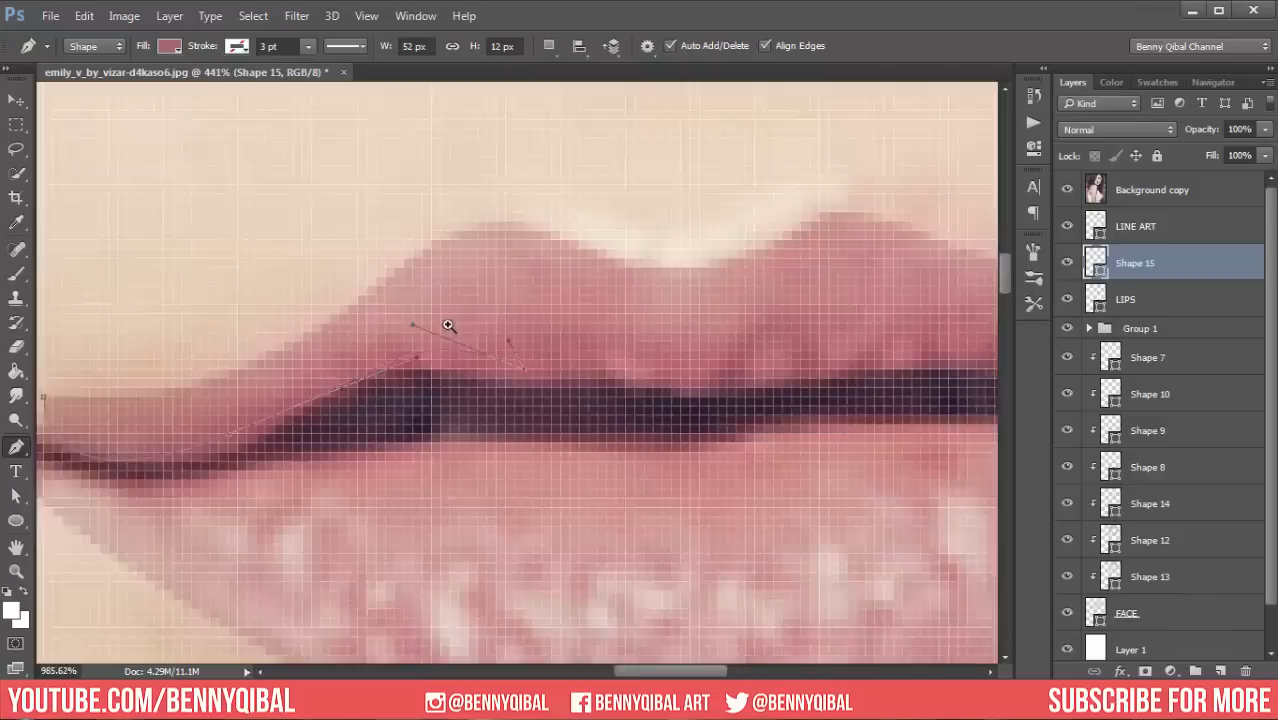 Ps File Edit Image Layer Type Select Filter 3D View Window Help
Shape Fill: Stroke: 3 pt W: 52 px H: 12 px Auto Add/Delete Align Edges Benny Qibal Channel
emily_v_by_vizar-d4kaso6.jpg @ 441% (Shape 15, RGB/8) * ×
Layers Color Swatches Navigator
Kind
Normal Opacity: 100%
Lock: Fill: 100%
Background copy
LINE ART
Shape 15
LIPS
Group 1
Shape 7
Shape 10
Shape 9
Shape 8
Shape 14
Shape 12
Shape 13
FACE
Layer 1
985.62% Doc: 4.29M/11.1M
YOUTUBE.COM/BENNYQIBAL @BENNYQIBAL BENNYQIBAL ART @BENNYQIBAL SUBSCRIBE FOR MORE